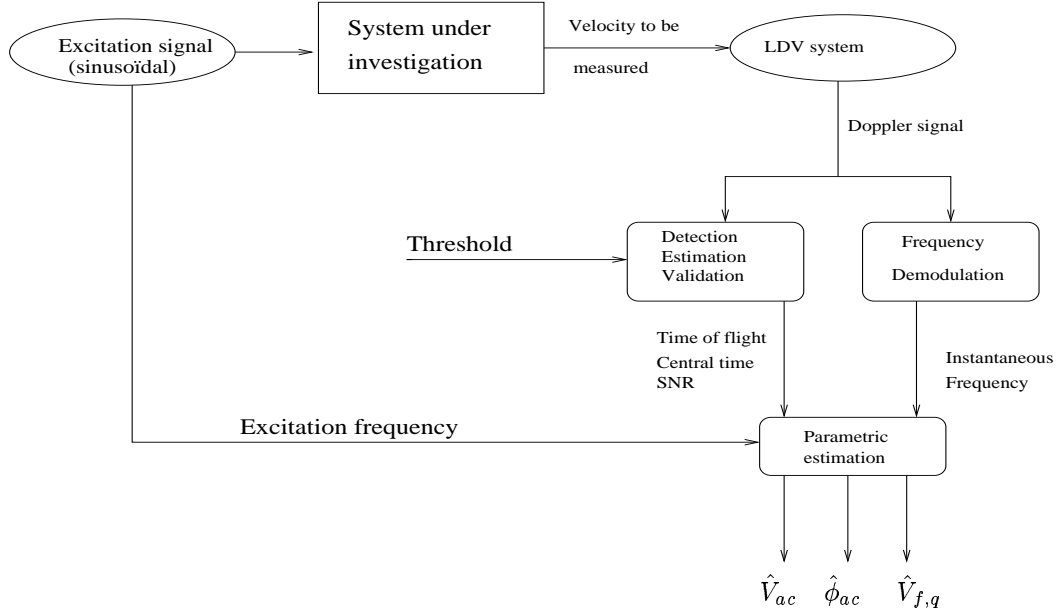 Excitation signal
(sinusoïdal)
System under
investigation
Velocity to be
measured
LDV system
Doppler signal
Threshold
Detection
Estimation
Validation
Frequency
Demodulation
Time of flight
Central time
SNR
Instantaneous
Frequency
Excitation frequency
Parametric
estimation
V̂ac
ϕ̂ac
V̂f,q